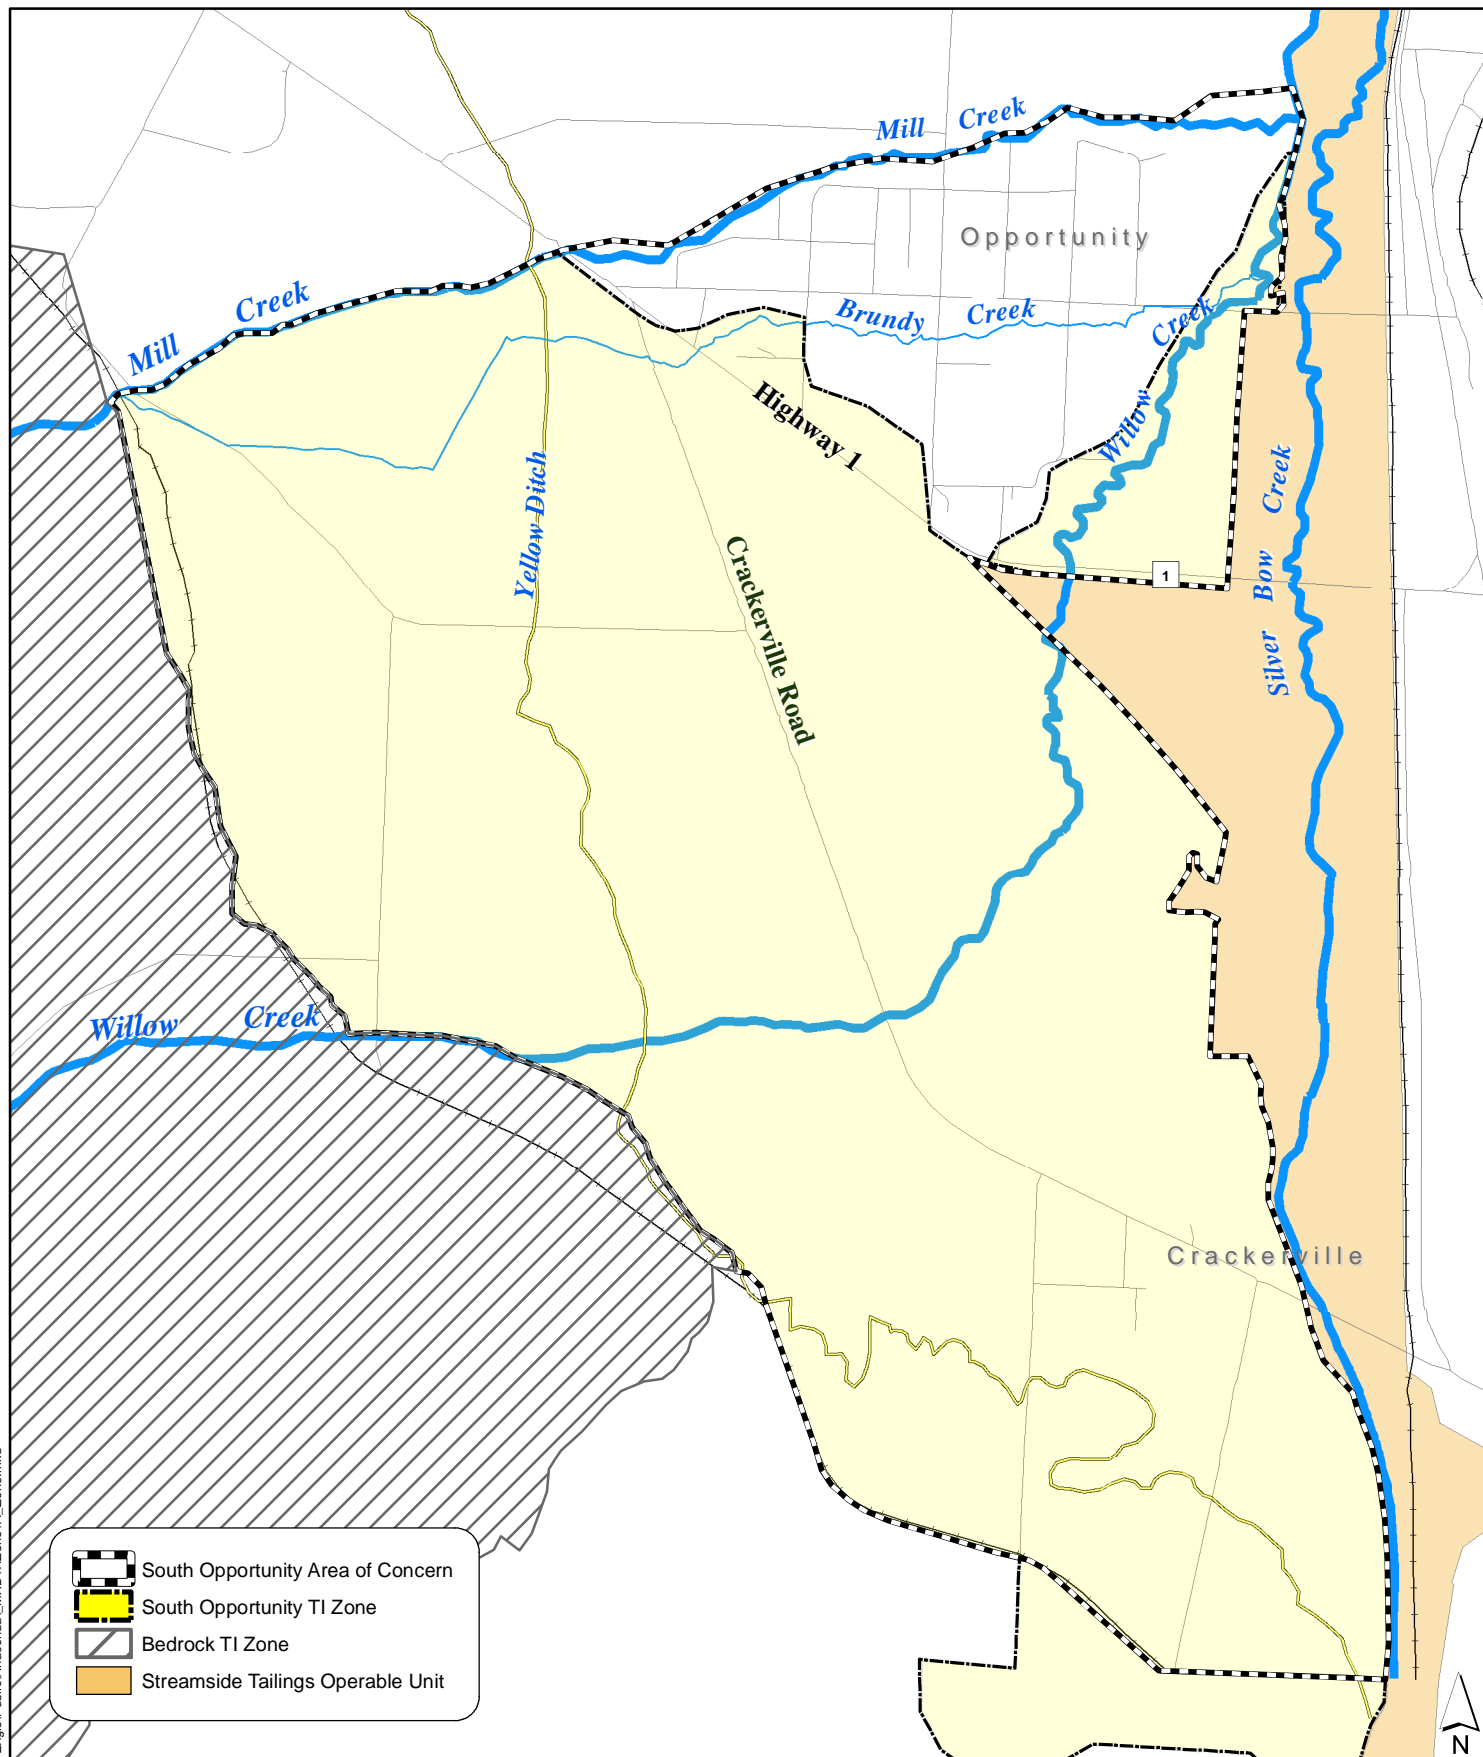 Mill Creek
Opportunity
Mill Creek
Brundy Creek
Willow Creek
Highway 1
Yellow Ditch
Silver Bow Creek
Crackerville Road
1
Willow Creek
Crackerville
South Opportunity Area of Concern
South Opportunity TI Zone
Bedrock TI Zone
Streamside Tailings Operable Unit
N